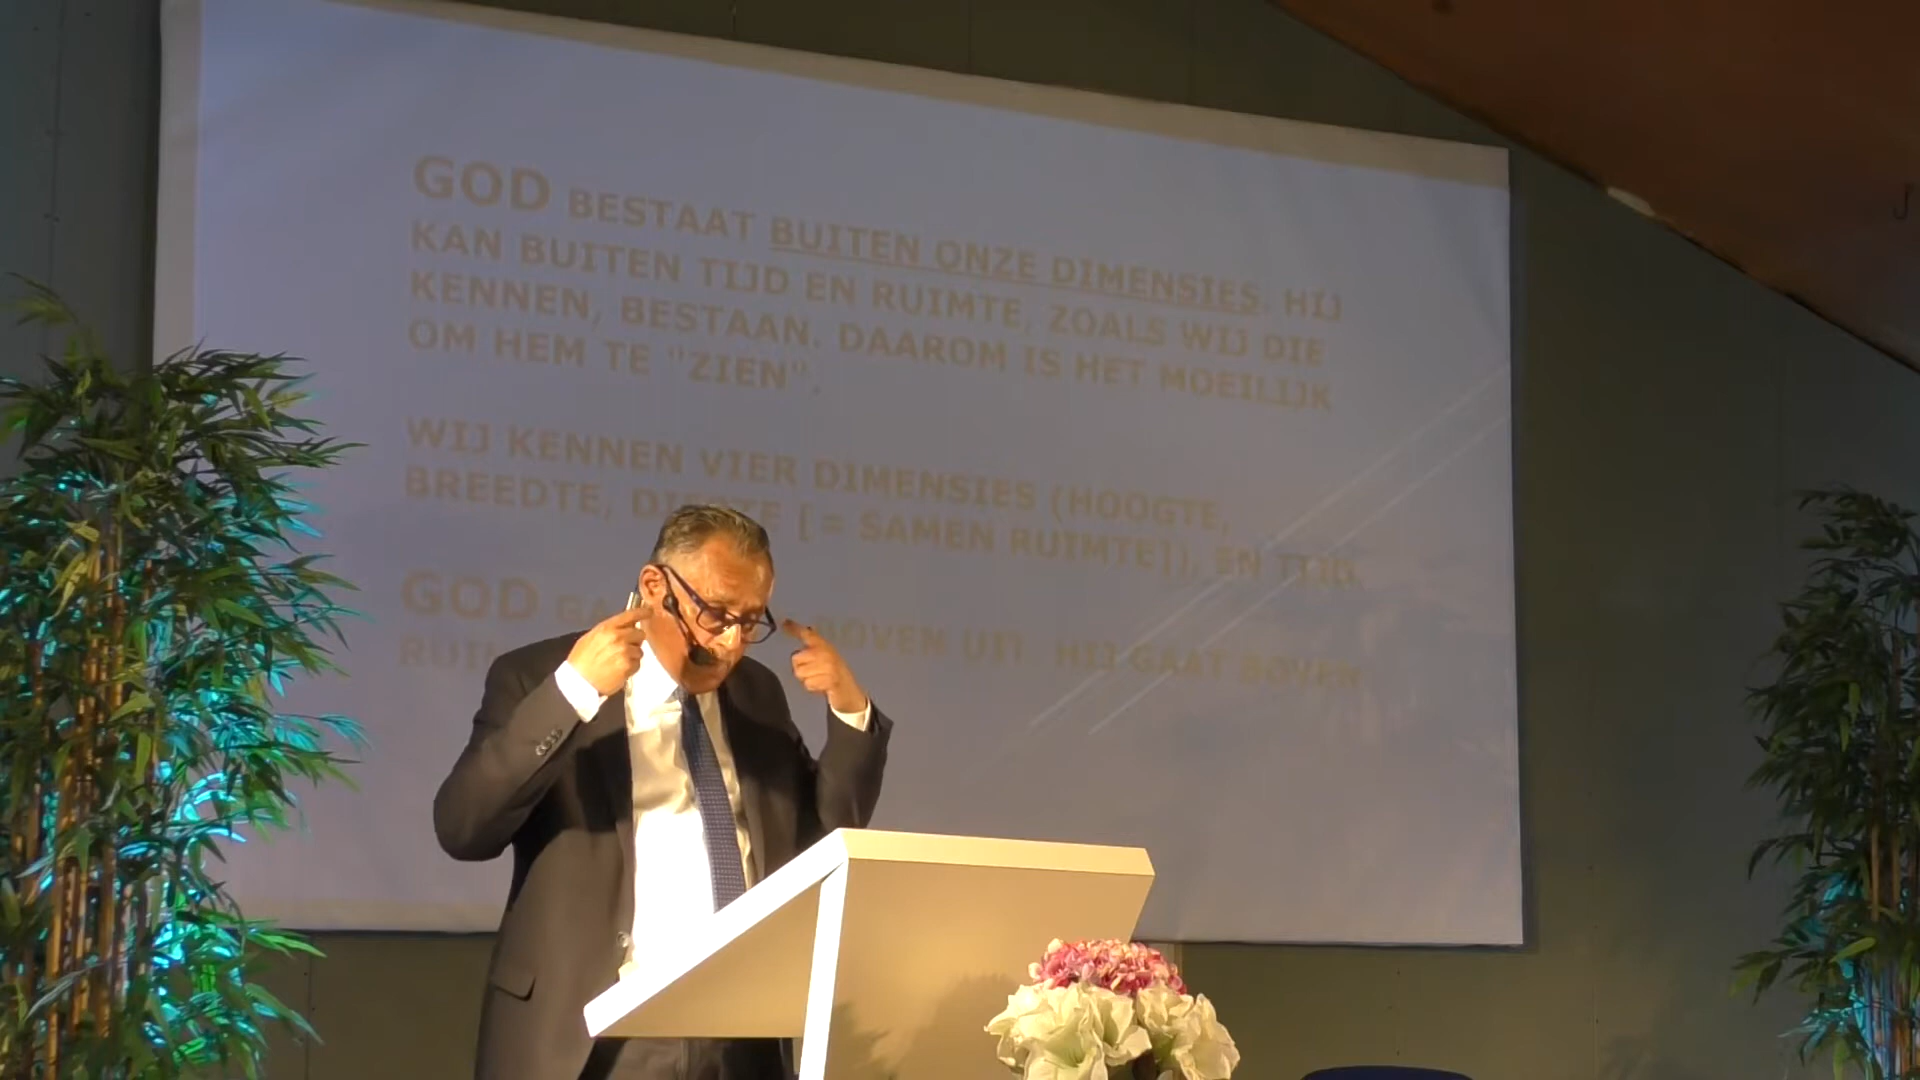 GOD BESTAAT BUITEN ONZE DIMENSIES. HIJ
KAN BUITEN TIJD EN RUIMTE, ZOALS WIJ DIE
KENNEN, BESTAAN. DAAROM IS HET MOEILIJK
OM HEM TE "ZIEN".
WIJ KENNEN VIER DIMENSIES (HOOGTE,
BREEDTE, DIEPTE [= SAMEN RUIMTE]), EN TIJD.
GOD BOVEN UIT. HIJ GAAT BOVEN